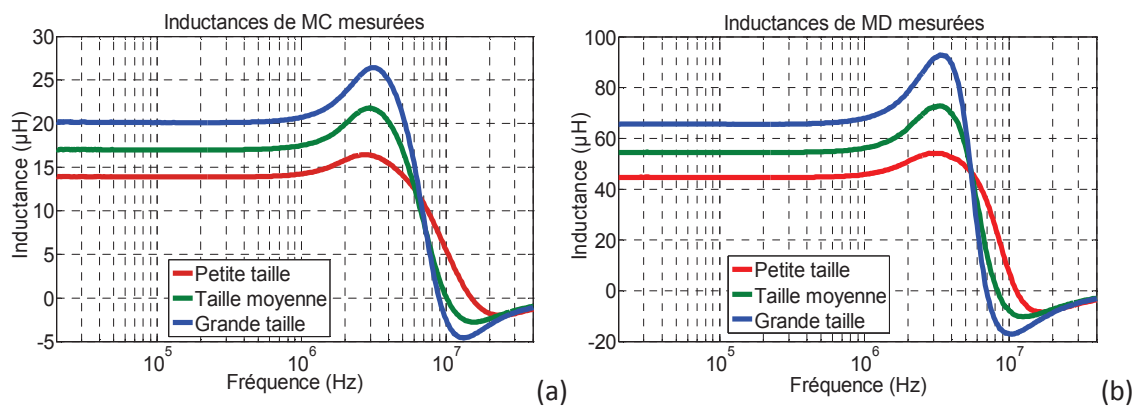 Inductances de MC mesurées
Inductance (µH)
30
25
20
15
10
5
0
-5
Petite taille
Taille moyenne
Grande taille
10^5
10^6
10^7
Fréquence (Hz)
(a)
Inductances de MD mesurées
Inductance (µH)
100
80
60
40
20
0
-20
Petite taille
Taille moyenne
Grande taille
10^5
10^6
10^7
Fréquence (Hz)
(b)